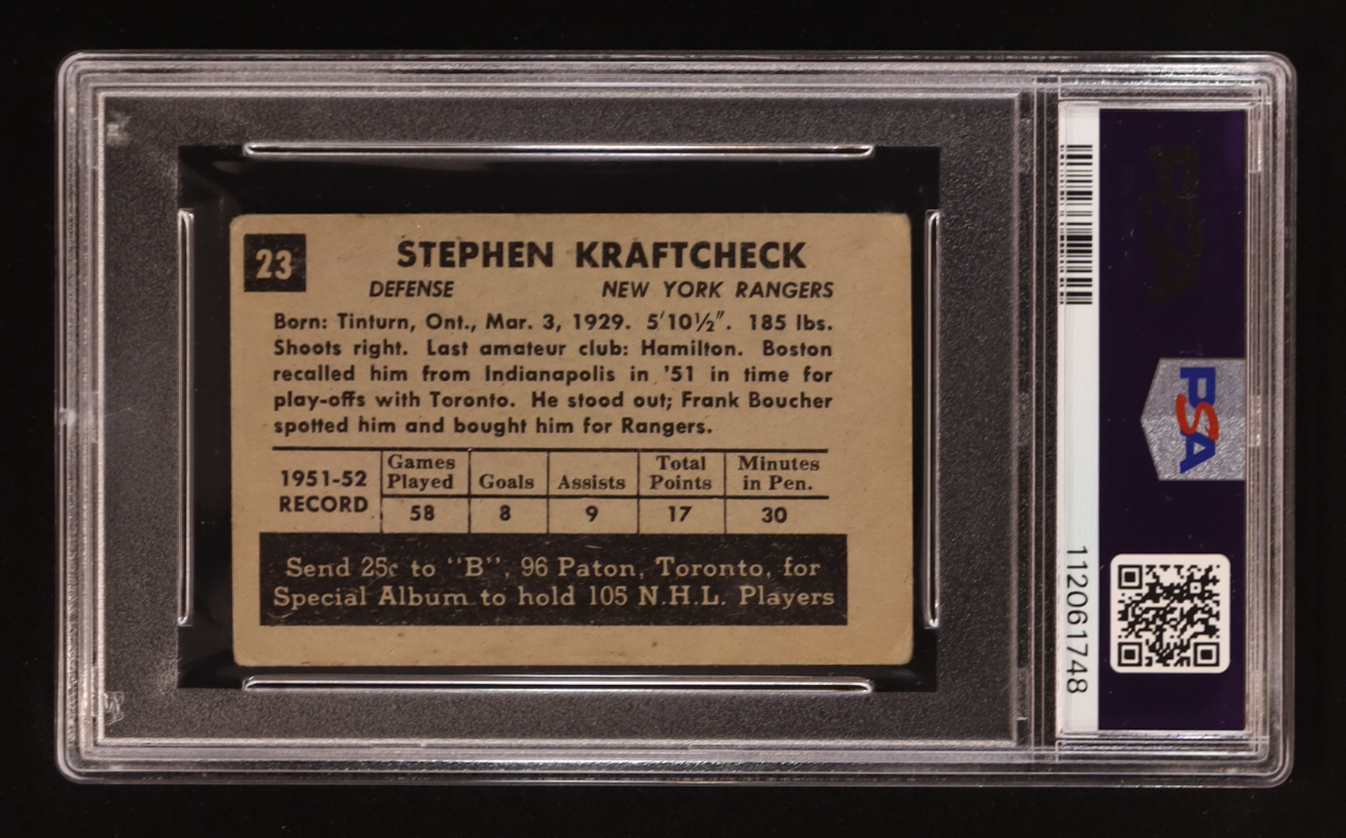 23
STEPHEN KRAFTCHECK
DEFENSE NEW YORK RANGERS
Born: Tinturn, Ont., Mar. 3, 1929. 5'10½". 185 lbs.
Shoots right. Last amateur club: Hamilton. Boston
recalled him from Indianapolis in '51 in time for
play-offs with Toronto. He stood out; Frank Boucher
spotted him and bought him for Rangers.
1951-52 RECORD
Games Played Goals Assists Total Points Minutes in Pen.
58 8 9 17 30
Send 25c to "B", 96 Paton, Toronto, for
Special Album to hold 105 N.H.L. Players
PSA
PSA
112061748